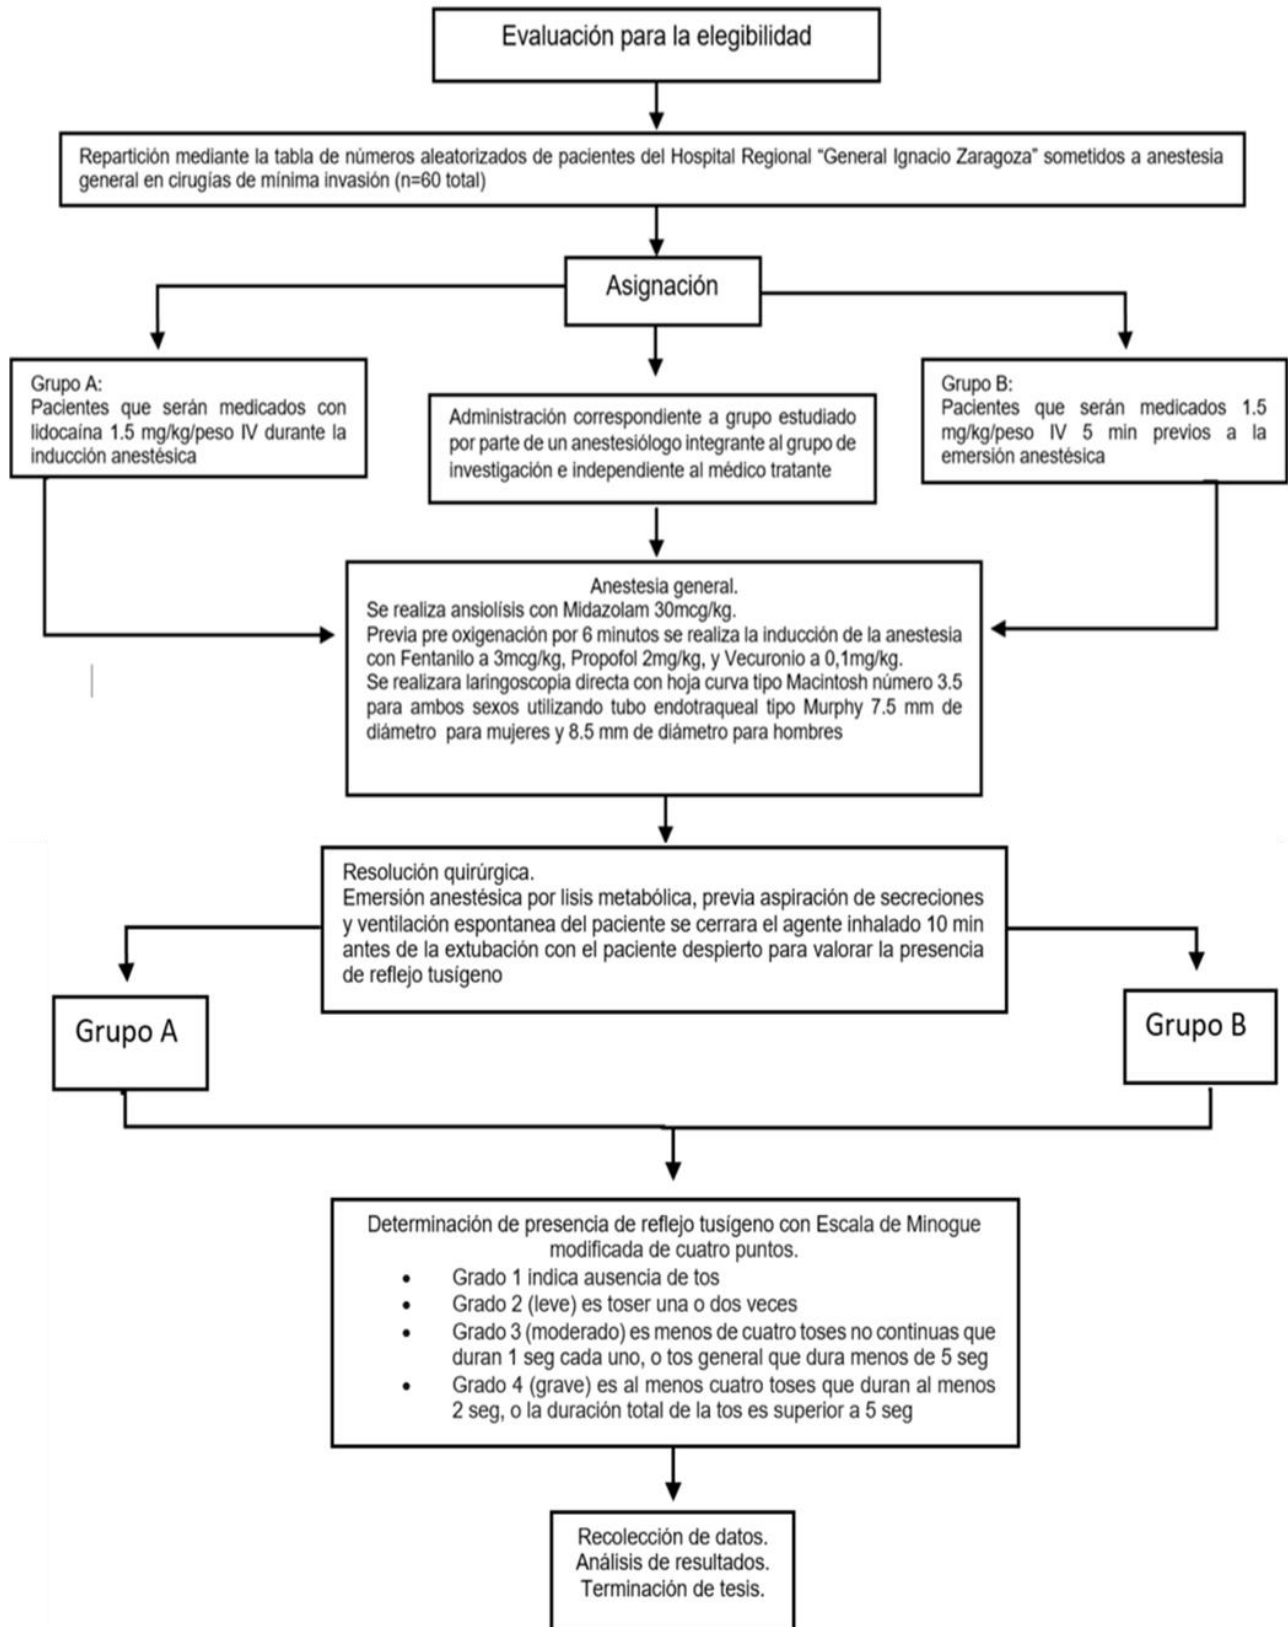 Evaluación para la elegibilidad
Repartición mediante la tabla de números aleatorizados de pacientes del Hospital Regional “General Ignacio Zaragoza” sometidos a anestesia
general en cirugías de mínima invasión (n=60 total)
Asignación
Grupo A:
Pacientes que serán medicados con
lidocaína 1.5 mg/kg/peso IV durante la
inducción anestésica
Administración correspondiente a grupo estudiado
por parte de un anestesiólogo integrante al grupo de
investigación e independiente al médico tratante
Grupo B:
Pacientes que serán medicados 1.5
mg/kg/peso IV 5 min previos a la
emersión anestésica
Anestesia general.
Se realiza ansiolísis con Midazolam 30mcg/kg.
Previa pre oxigenación por 6 minutos se realiza la inducción de la anestesia
con Fentanilo a 3mcg/kg, Propofol 2mg/kg, y Vecuronio a 0,1mg/kg.
Se realizara laringoscopia directa con hoja curva tipo Macintosh número 3.5
para ambos sexos utilizando tubo endotraqueal tipo Murphy 7.5 mm de
diámetro para mujeres y 8.5 mm de diámetro para hombres
Resolución quirúrgica.
Emersión anestésica por lisis metabólica, previa aspiración de secreciones
y ventilación espontanea del paciente se cerrara el agente inhalado 10 min
antes de la extubación con el paciente despierto para valorar la presencia
de reflejo tusígeno
Grupo A
Grupo B
Determinación de presencia de reflejo tusígeno con Escala de Minogue
modificada de cuatro puntos.
• Grado 1 indica ausencia de tos
• Grado 2 (leve) es toser una o dos veces
• Grado 3 (moderado) es menos de cuatro toses no continuas que
duran 1 seg cada uno, o tos general que dura menos de 5 seg
• Grado 4 (grave) es al menos cuatro toses que duran al menos
2 seg, o la duración total de la tos es superior a 5 seg
Recolección de datos.
Análisis de resultados.
Terminación de tesis.